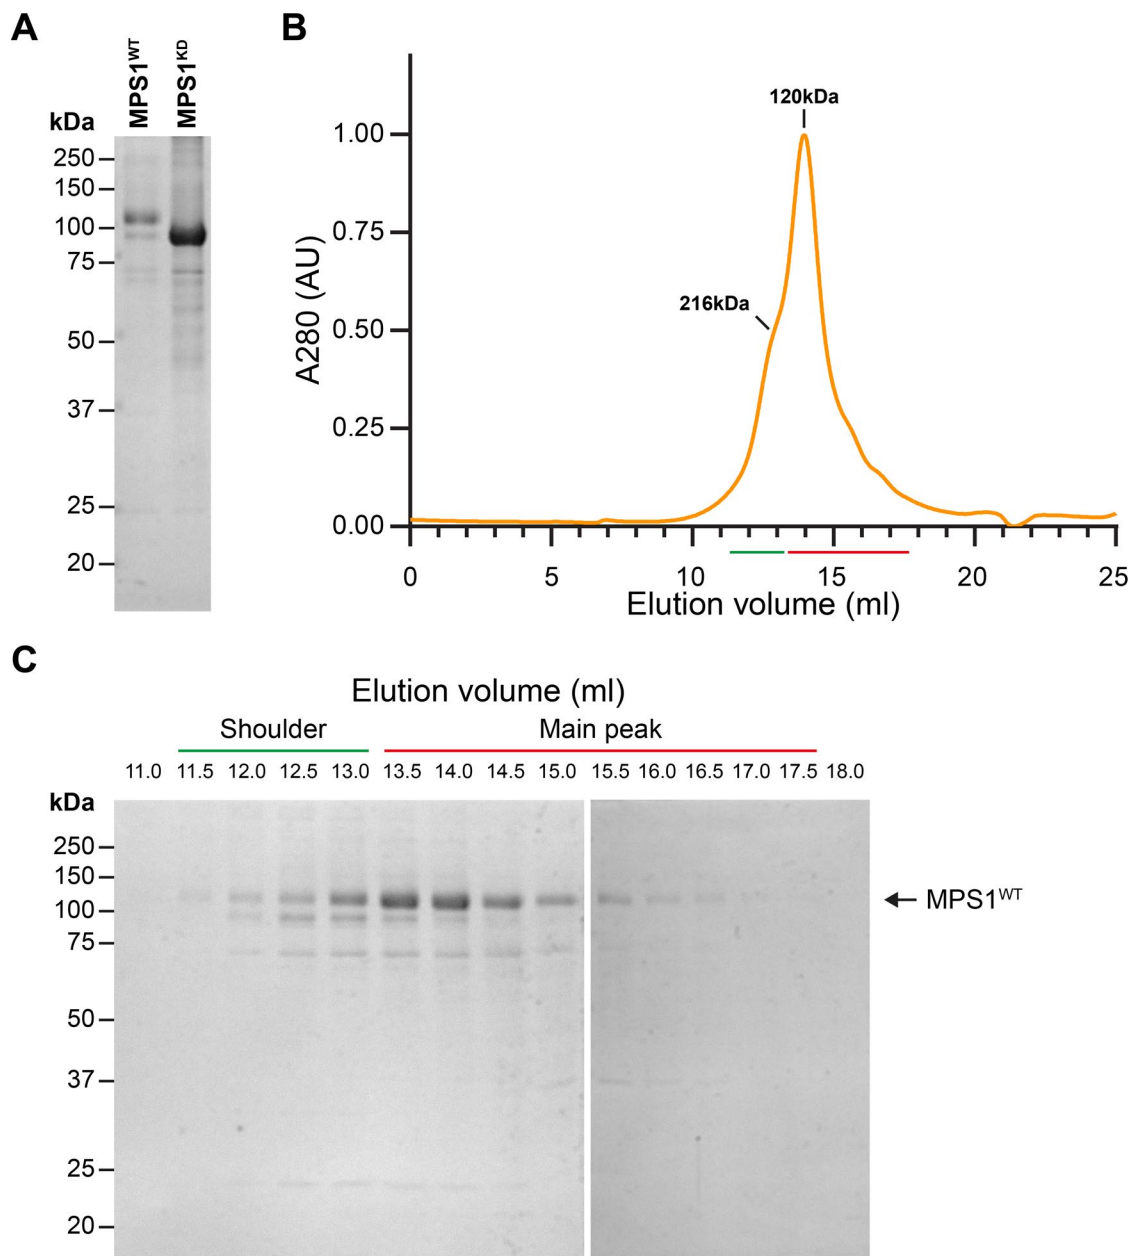 A
MPS1WT
MPS1KD
kDa
250
150
100
75
50
37
25
20
B
120kDa
216kDa
1.00
0.75
0.50
0.25
0.00
A280 (AU)
0 5 10 15 20 25
Elution volume (ml)
C
Elution volume (ml)
Shoulder Main peak
11.0 11.5 12.0 12.5 13.0 13.5 14.0 14.5 15.0 15.5 16.0 16.5 17.0 17.5 18.0
kDa
250
150
100
75
50
37
25
20
MPS1WT